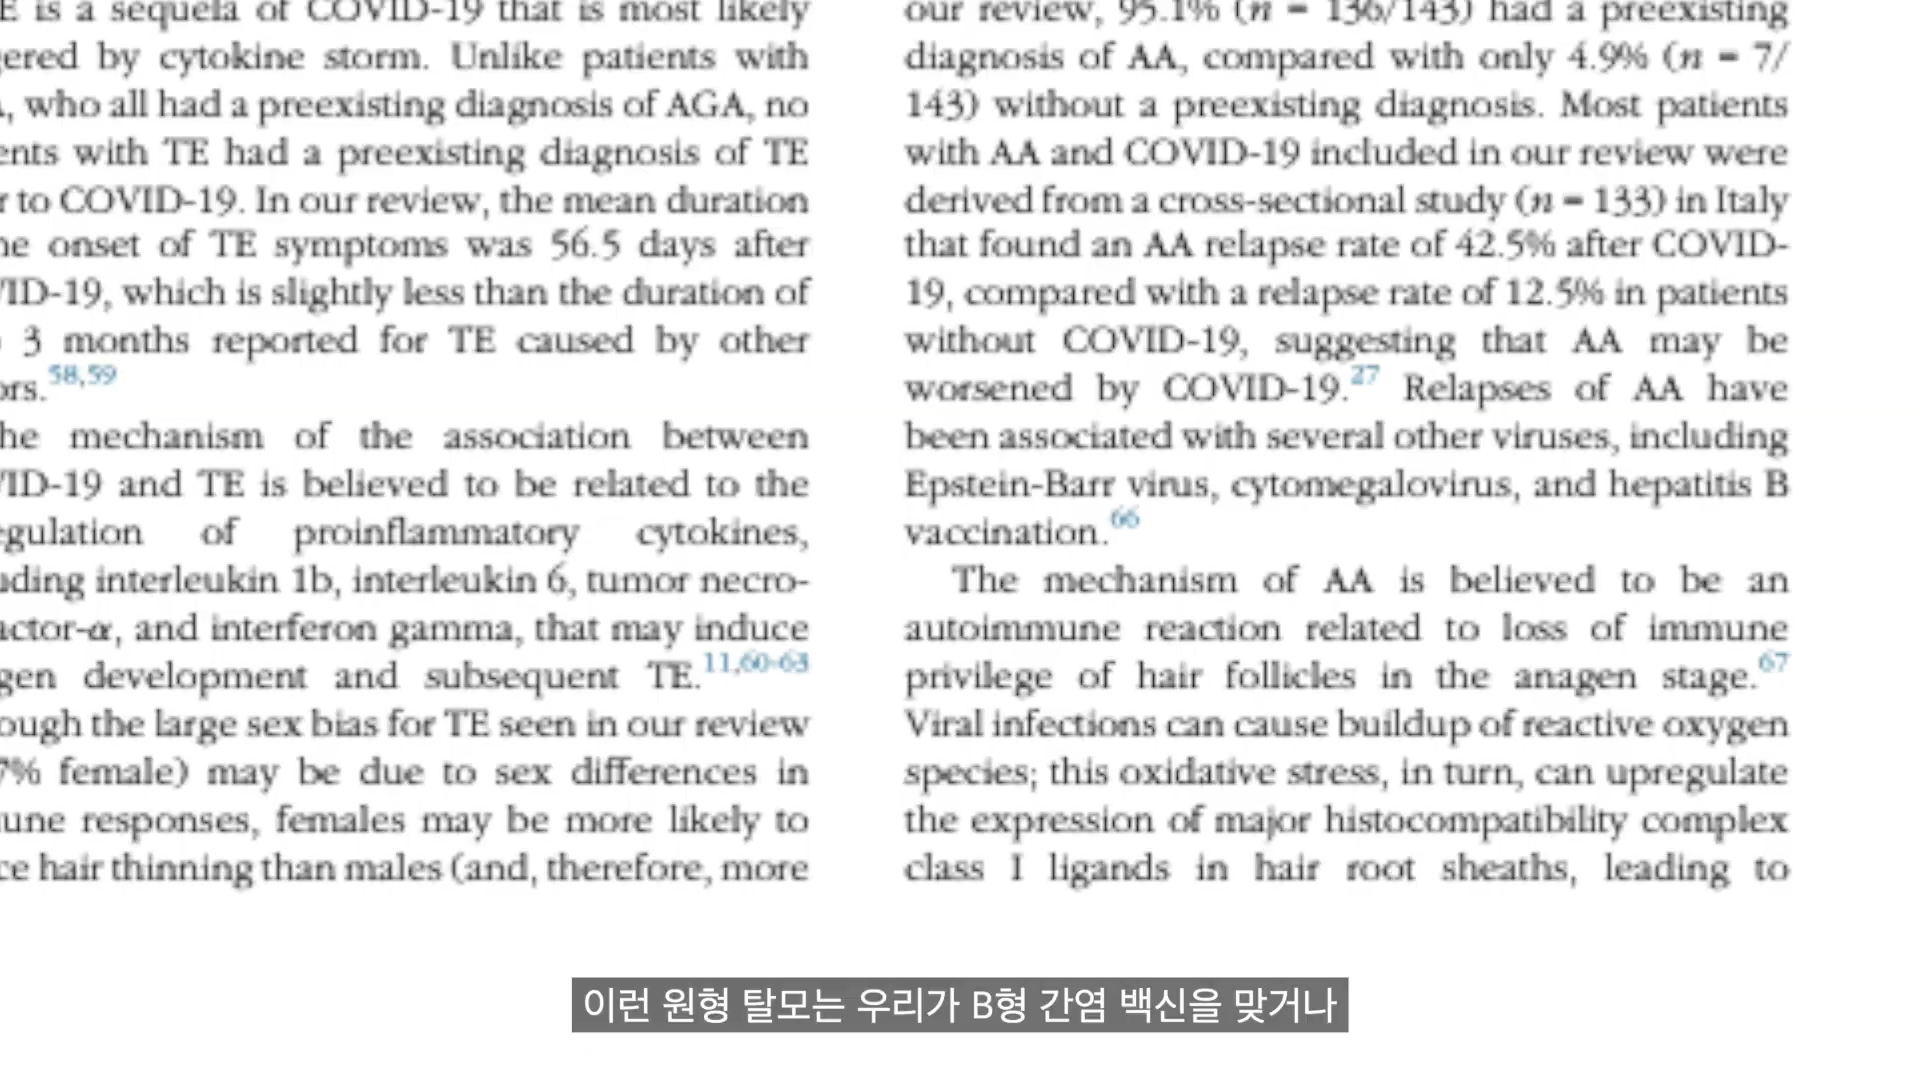 E is a sequela of COVID-19 that is most likely
gered by cytokine storm. Unlike patients with
, who all had a preexisting diagnosis of AGA, no
ents with TE had a preexisting diagnosis of TE
r to COVID-19. In our review, the mean duration
he onset of TE symptoms was 56.5 days after
VID-19, which is slightly less than the duration of
3 months reported for TE caused by other
ors.58,59
he mechanism of the association between
VID-19 and TE is believed to be related to the
egulation of proinflammatory cytokines,
uding interleukin 1b, interleukin 6, tumor necro-
actor-α, and interferon gamma, that may induce
gen development and subsequent TE.11,60-63
ough the large sex bias for TE seen in our review
7% female) may be due to sex differences in
une responses, females may be more likely to
ce hair thinning than males (and, therefore, more
our review, 95.1% (n = 136/143) had a preexisting
diagnosis of AA, compared with only 4.9% (n = 7/
143) without a preexisting diagnosis. Most patients
with AA and COVID-19 included in our review were
derived from a cross-sectional study (n = 133) in Italy
that found an AA relapse rate of 42.5% after COVID-
19, compared with a relapse rate of 12.5% in patients
without COVID-19, suggesting that AA may be
worsened by COVID-19.27 Relapses of AA have
been associated with several other viruses, including
Epstein-Barr virus, cytomegalovirus, and hepatitis B
vaccination.66
The mechanism of AA is believed to be an
autoimmune reaction related to loss of immune
privilege of hair follicles in the anagen stage.67
Viral infections can cause buildup of reactive oxygen
species; this oxidative stress, in turn, can upregulate
the expression of major histocompatibility complex
class I ligands in hair root sheaths, leading to
이런 원형 탈모는 우리가 B형 간염 백신을 맞거나